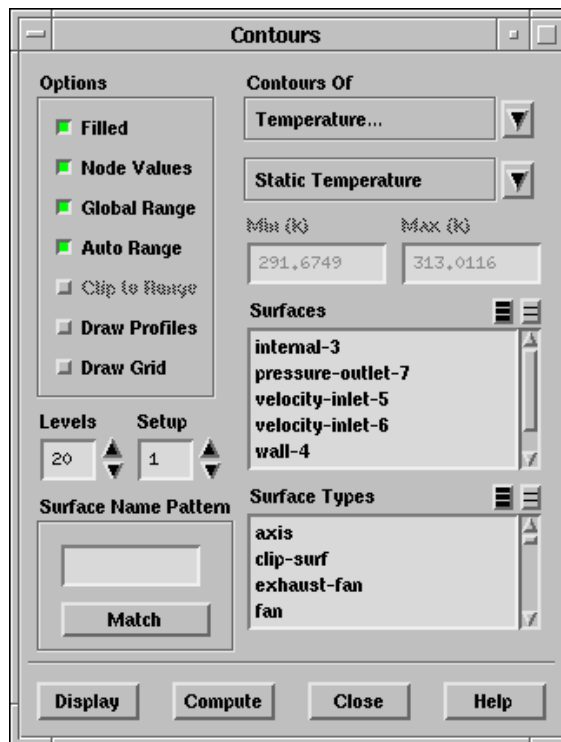 Contours
Options
Filled
Node Values
Global Range
Auto Range
Clip to Range
Draw Profiles
Draw Grid
Levels
Setup
20
1
Surface Name Pattern
Match
Contours Of
Temperature...
Static Temperature
Min (K)
Max (K)
291.6749
313.0116
Surfaces
internal-3
pressure-outlet-7
velocity-inlet-5
velocity-inlet-6
wall-4
Surface Types
axis
clip-surf
exhaust-fan
fan
Display
Compute
Close
Help